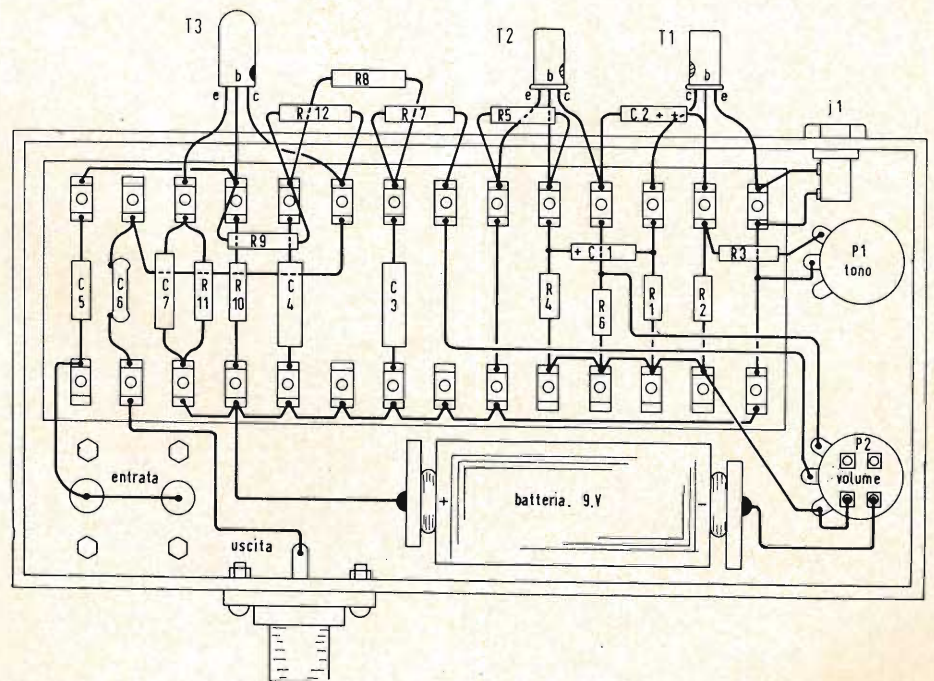 T3
T2
T1
j1
b
e
c
R8
R12
R7
R5
b
e
c
C2 +
b
c
e
R9
+ C1
R3
P1
tono
C5
C6
C7
R11
R10
C4
C3
R4
R6
R1
R2
P2
volume
entrata
uscita
+
batteria. 9.V
-